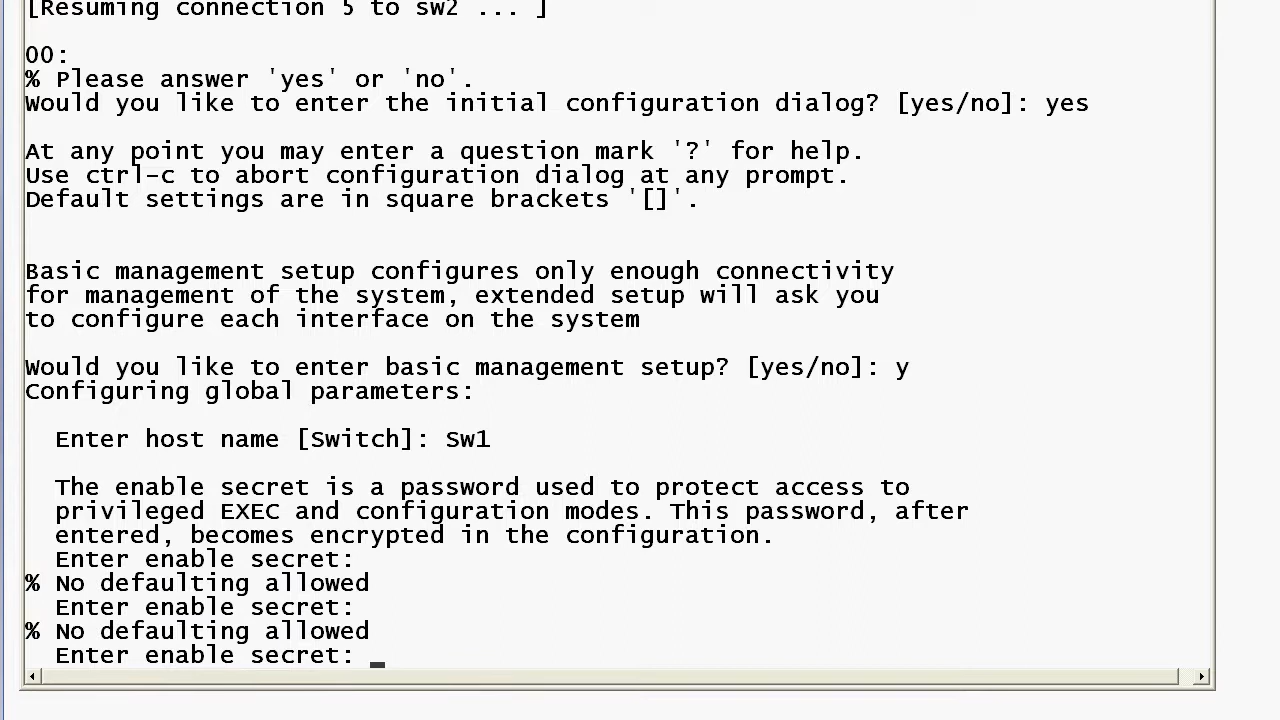 [Resuming connection 5 to sw2 ... ]
00:
% Please answer 'yes' or 'no'.
Would you like to enter the initial configuration dialog? [yes/no]: yes
At any point you may enter a question mark '?' for help.
Use ctrl-c to abort configuration dialog at any prompt.
Default settings are in square brackets '[]'.
Basic management setup configures only enough connectivity
for management of the system, extended setup will ask you
to configure each interface on the system
Would you like to enter basic management setup? [yes/no]: y
Configuring global parameters:
Enter host name [Switch]: Sw1
The enable secret is a password used to protect access to
privileged EXEC and configuration modes. This password, after
entered, becomes encrypted in the configuration.
Enter enable secret:
% No defaulting allowed
Enter enable secret:
% No defaulting allowed
Enter enable secret: